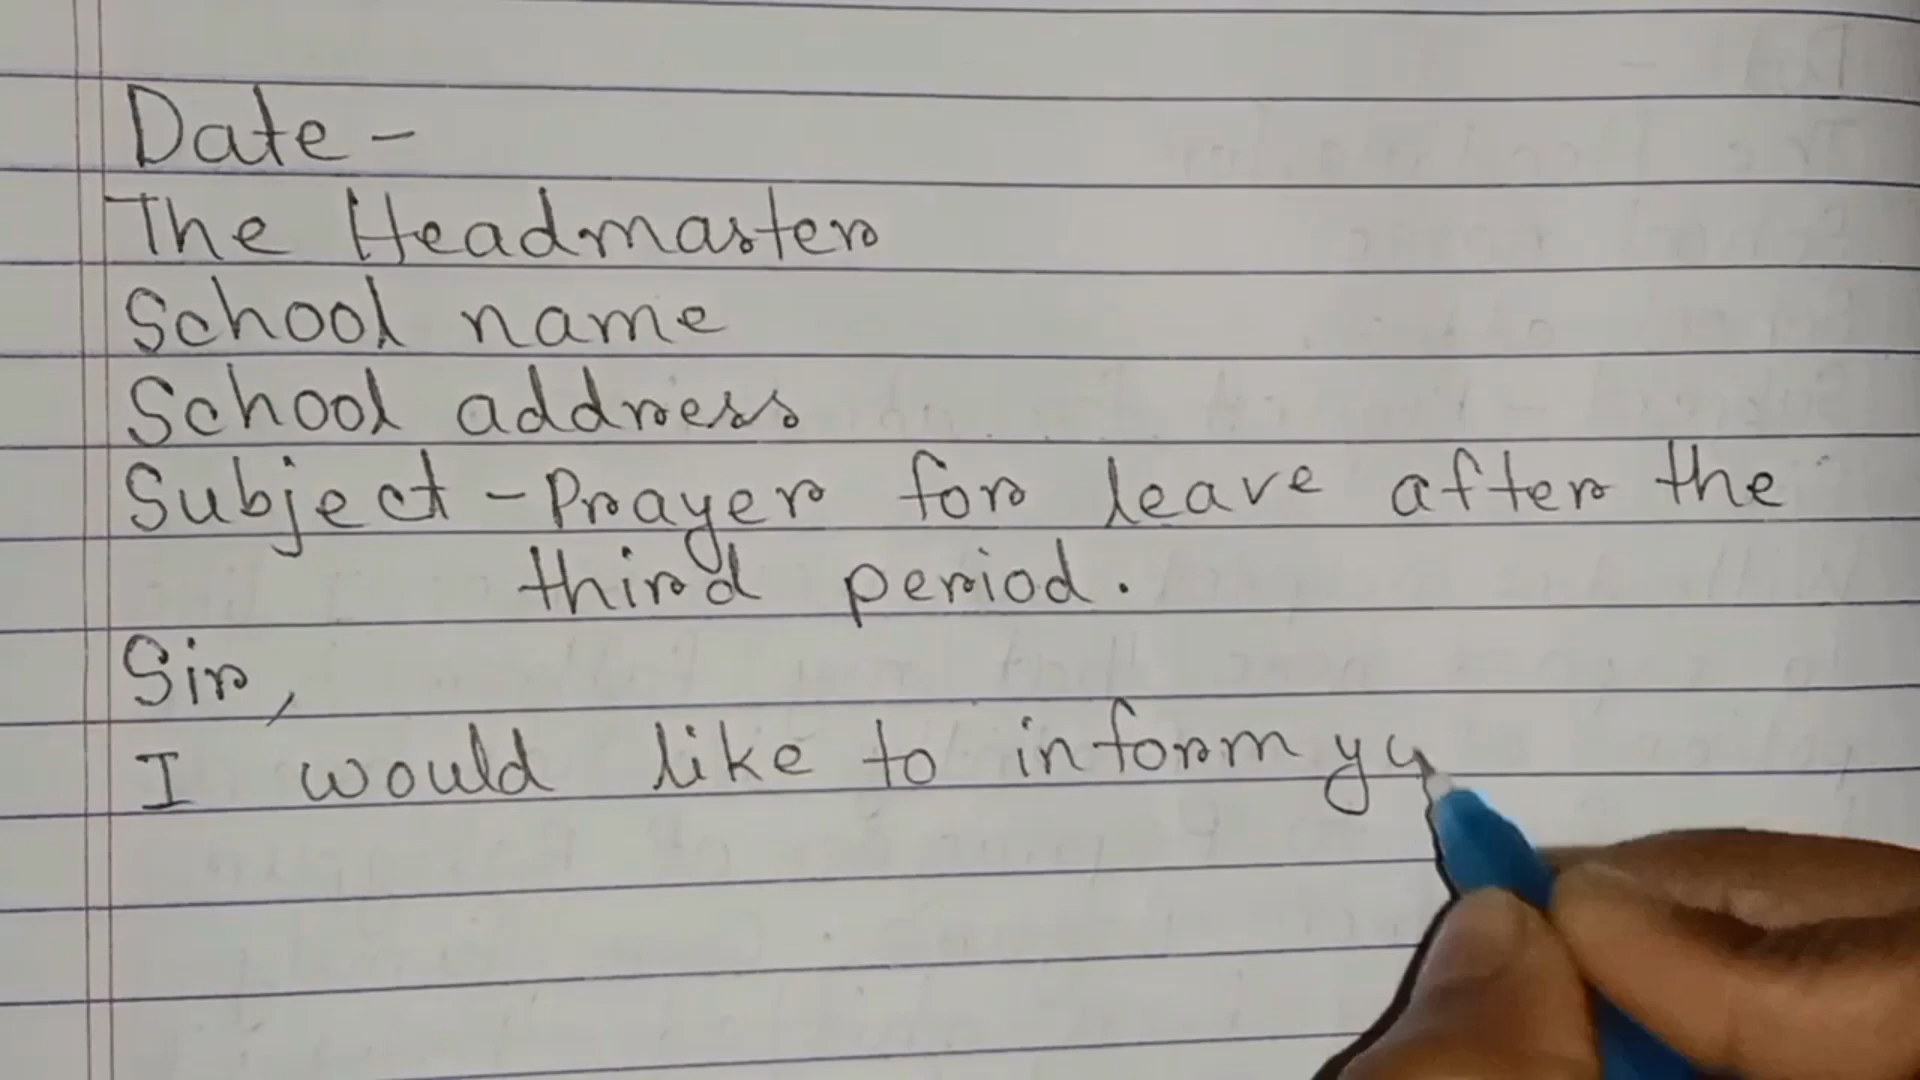 Date -
The Headmaster
School name
School address
Subject - Prayer for leave after the
third period.
Sir,
I would like to inform